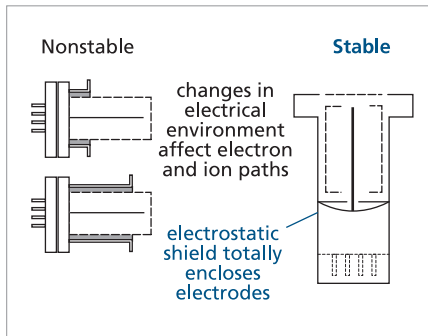 Nonstable
Stable
changes in
electrical
environment
affect electron
and ion paths
electrostatic
shield totally
encloses
electrodes